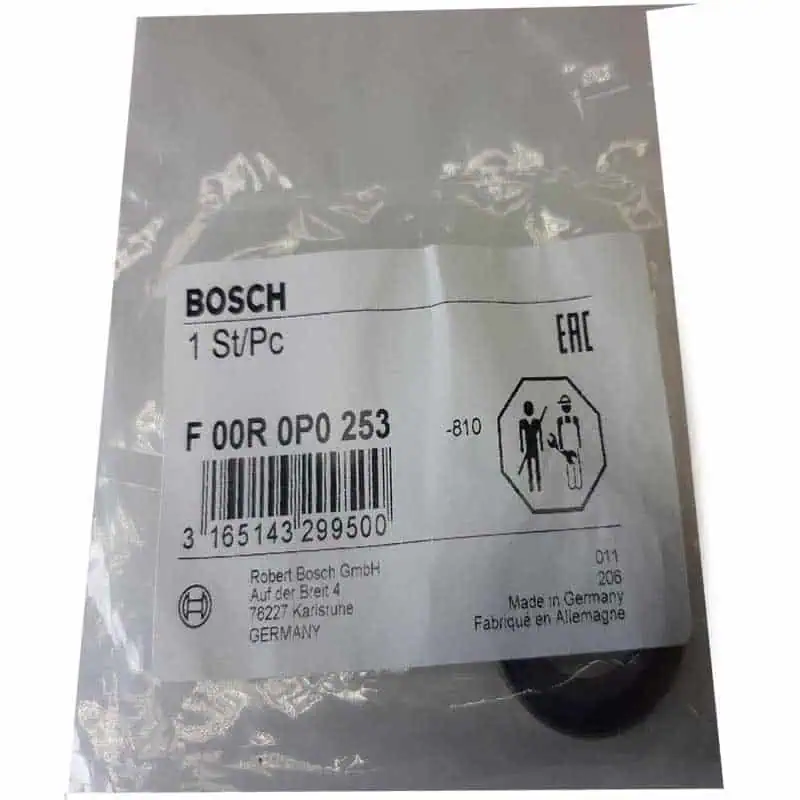 BOSCH
1 St/Pc
EAC
F 00R 0P0 253
-810
3 165143 299500
Robert Bosch GmbH
Auf der Breit 4
76227 Karlsruhe
GERMANY
011
206
Made in Germany
Fabriqué en Allemagne